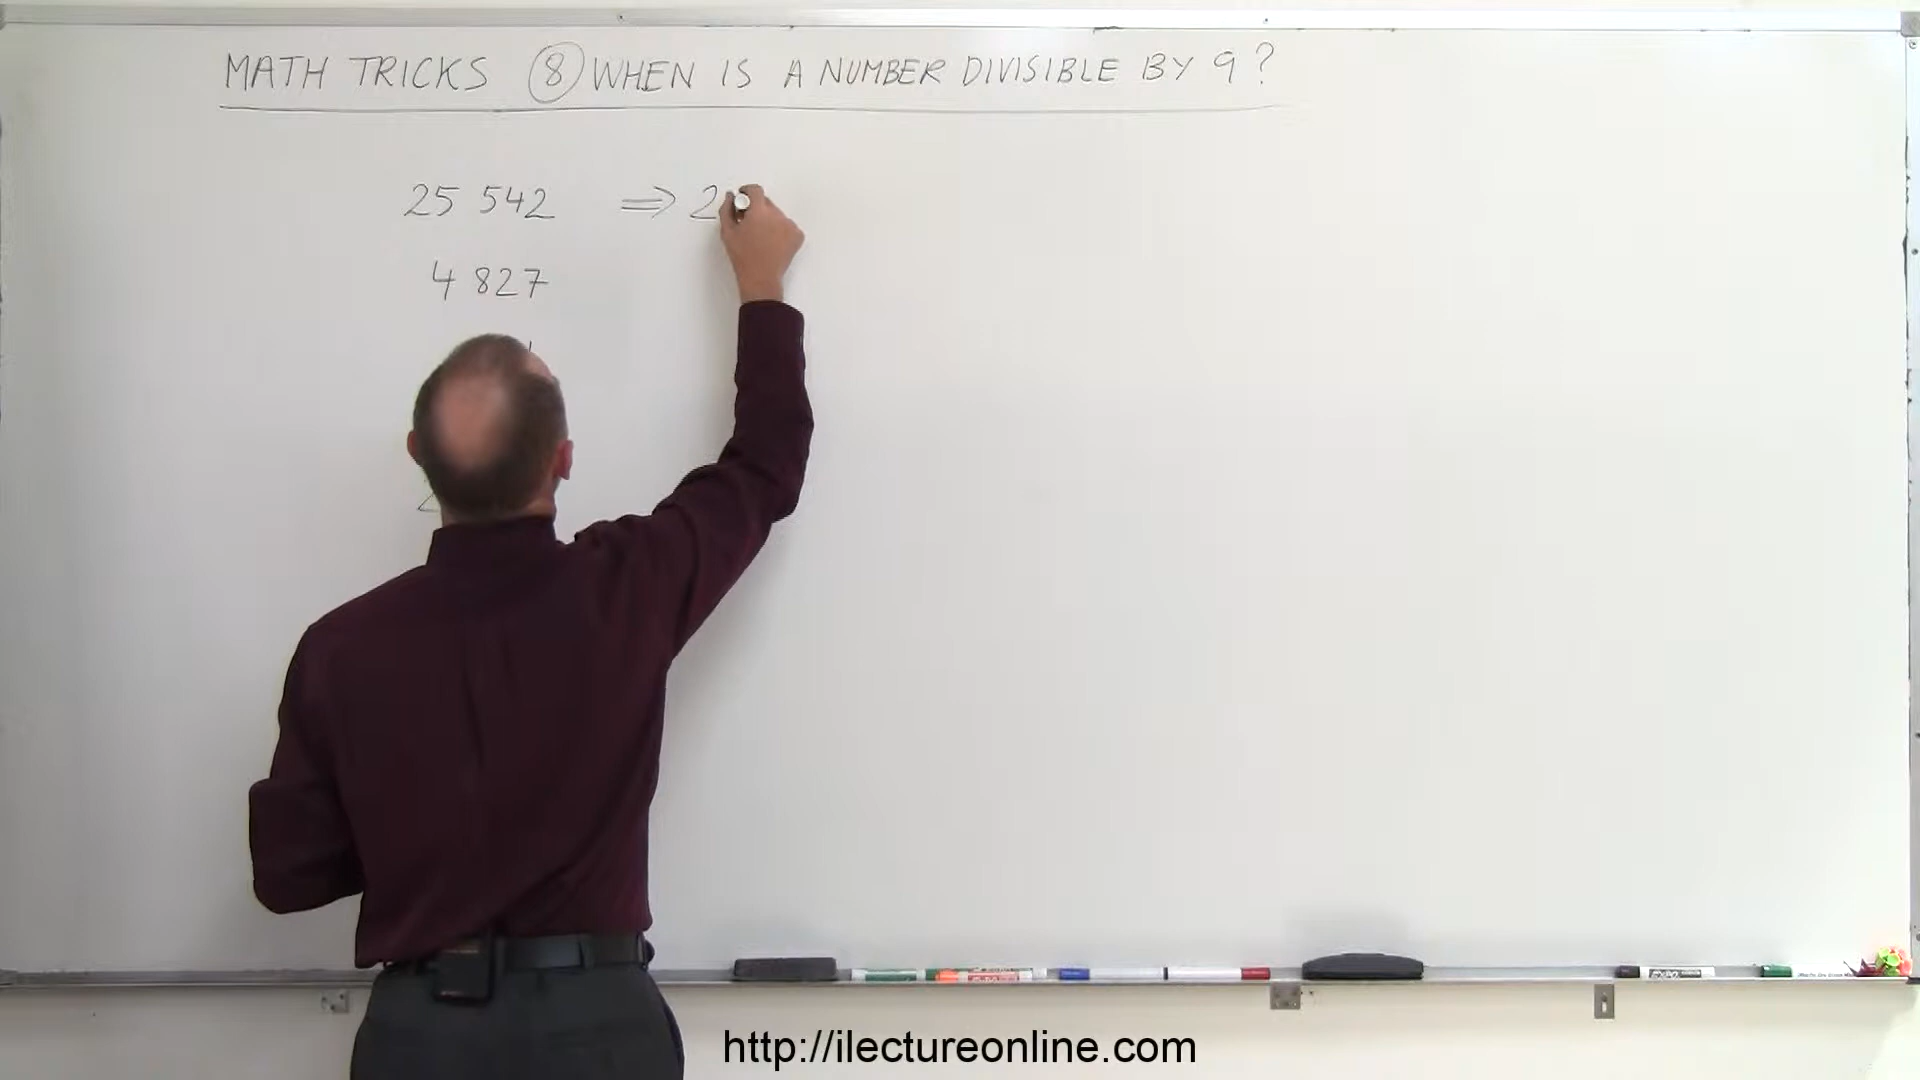 MATH TRICKS 8 WHEN IS A NUMBER DIVISIBLE BY 9?
25 542 ⇒ 2
4 827
http://ilectureonline.com